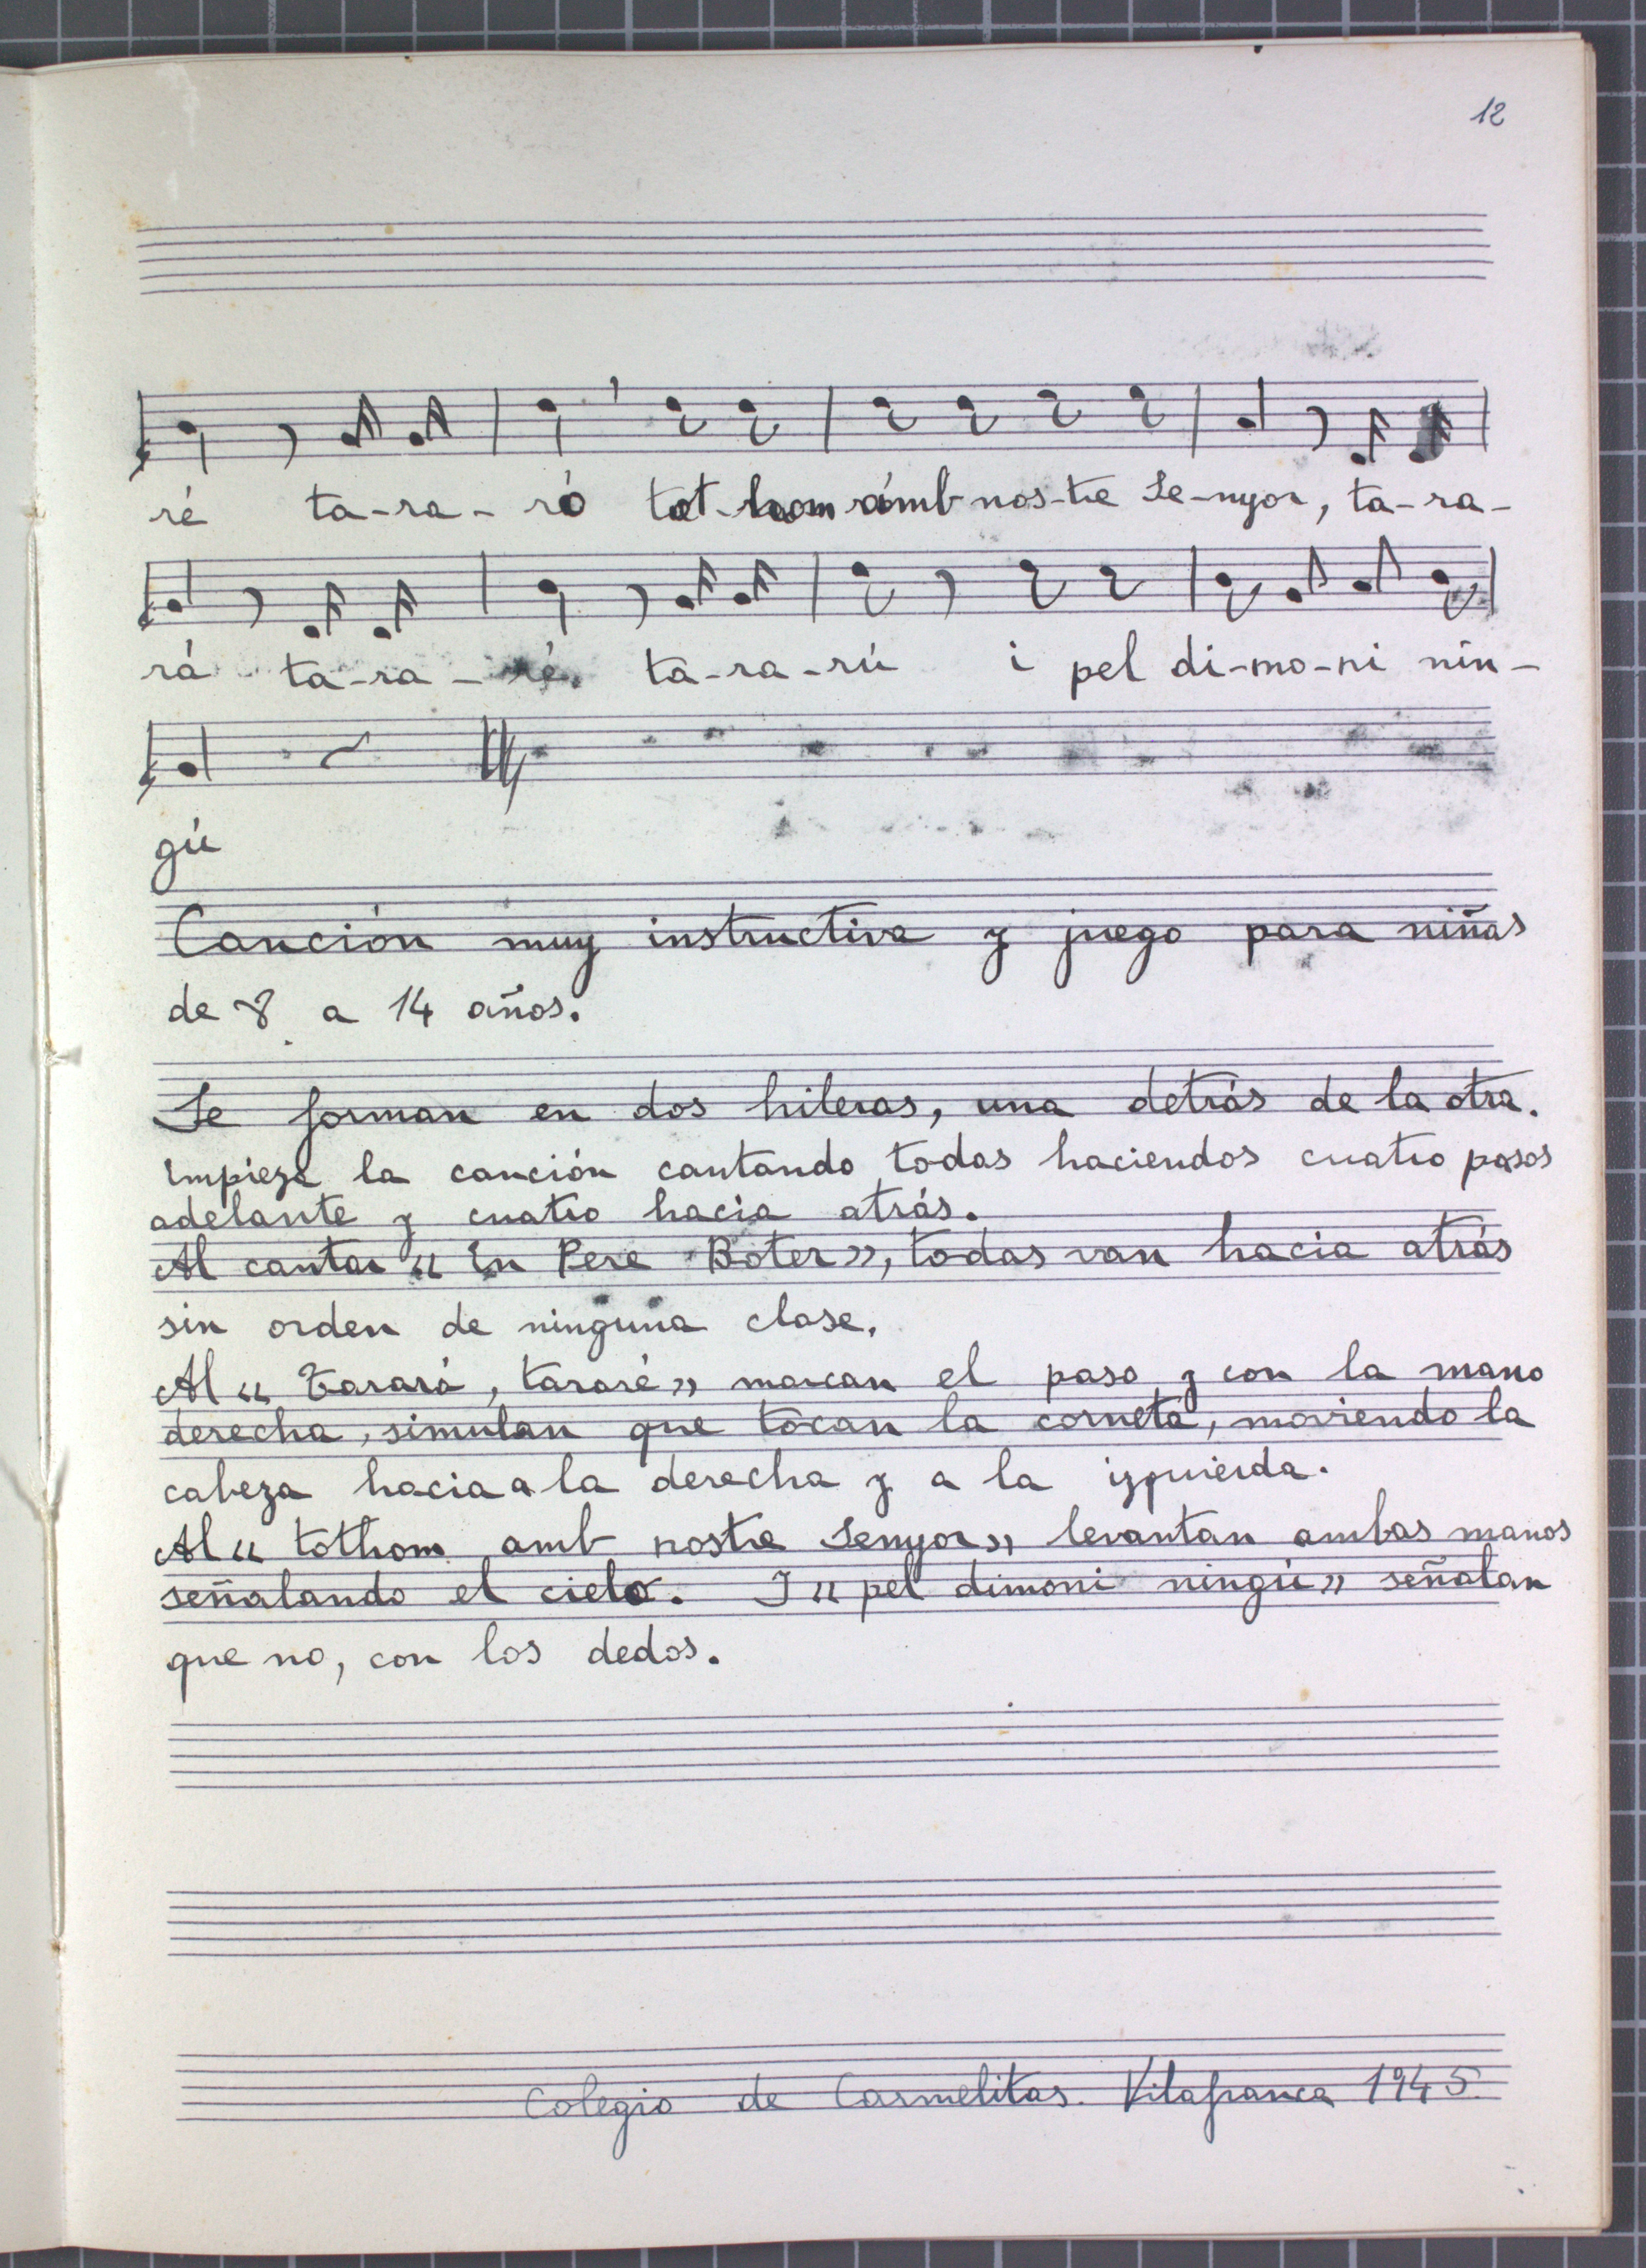 12
ré ta-ra- ró tot-hom amb nos-tre Se-nyor, ta-ra-
rá ta-ra- ré. ta-ra-rú i pel di-mo-ni nin-
gú
Canción muy instructiva y juego para niñas
de 8 a 14 años.
Se forman en dos hileras, una detrás de la otra.
Empieza la canción cantando todas haciendos cuatro pasos
adelante y cuatro hacia atrás.
Al cantar "En Pere Boter", todas van hacia atrás
sin orden de ninguna clase.
Al "Tarará, tararé" marcan el paso y con la mano
derecha, simulan que tocan la corneta, moviendo la
cabeza hacia a la derecha y a la izquierda.
Al "tothom amb nostre Senyor" levantan ambas manos
señalando el cielo. I "pel dimoni ningú" señalan
que no, con los dedos.
Colegio de Carmelitas. Vilafranca 1945.